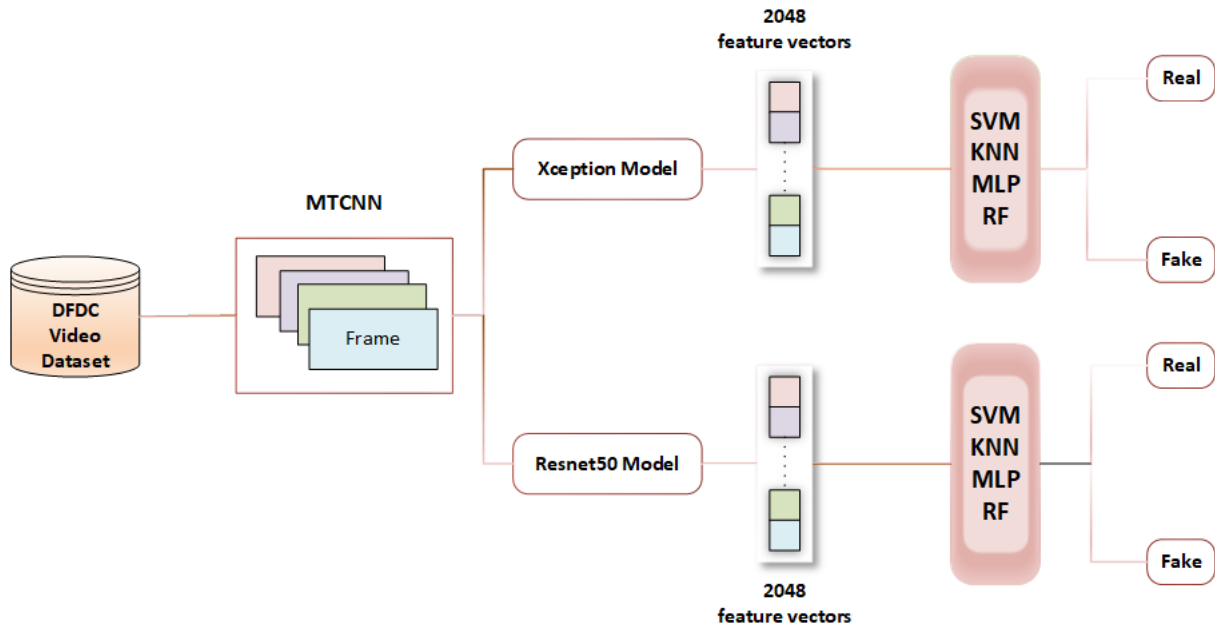 DFDC
Video
Dataset
MTCNN
Frame
Xception Model
2048
feature vectors
SVM
KNN
MLP
RF
Real
Fake
Resnet50 Model
2048
feature vectors
SVM
KNN
MLP
RF
Real
Fake